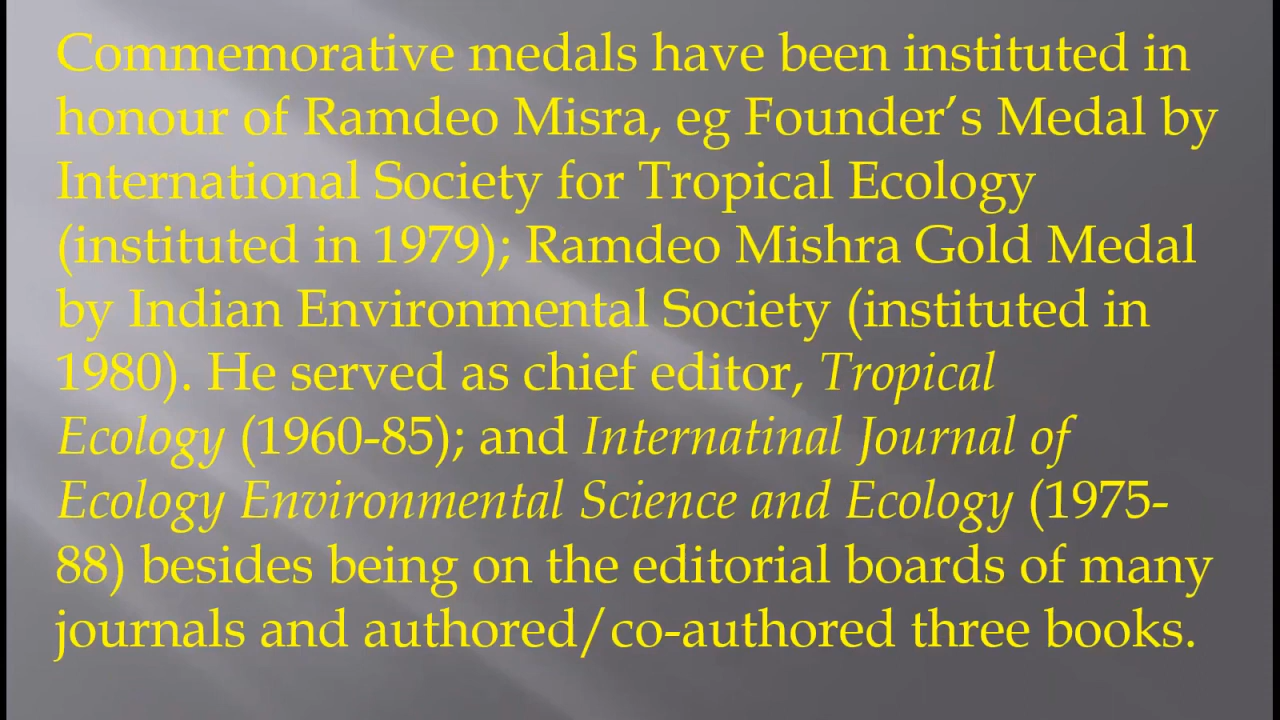 Commemorative medals have been instituted in
honour of Ramdeo Misra, eg Founder’s Medal by
International Society for Tropical Ecology
(instituted in 1979); Ramdeo Mishra Gold Medal
by Indian Environmental Society (instituted in
1980). He served as chief editor, Tropical
Ecology (1960-85); and Internatinal Journal of
Ecology Environmental Science and Ecology (1975-
88) besides being on the editorial boards of many
journals and authored/co-authored three books.